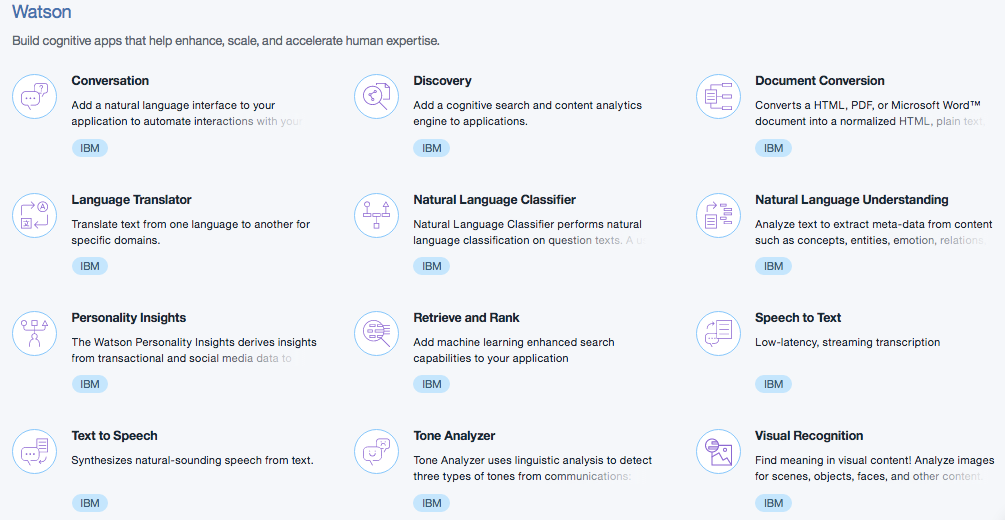 Watson
Build cognitive apps that help enhance, scale, and accelerate human expertise.
Conversation
Add a natural language interface to your
application to automate interactions with your
IBM
Discovery
Add a cognitive search and content analytics
engine to applications.
IBM
Document Conversion
Converts a HTML, PDF, or Microsoft Word™
document into a normalized HTML, plain text
IBM
Language Translator
Translate text from one language to another for
specific domains.
IBM
Natural Language Classifier
Natural Language Classifier performs natural
language classification on question texts. A
IBM
Natural Language Understanding
Analyze text to extract meta-data from content
such as concepts, entities, emotion, relations,
IBM
Personality Insights
The Watson Personality Insights derives insights
from transactional and social media data to
IBM
Retrieve and Rank
Add machine learning enhanced search
capabilities to your application
IBM
Speech to Text
Low-latency, streaming transcription
IBM
Text to Speech
Synthesizes natural-sounding speech from text.
IBM
Tone Analyzer
Tone Analyzer uses linguistic analysis to detect
three types of tones from communications:
IBM
Visual Recognition
Find meaning in visual content! Analyze images
for scenes, objects, faces, and other content.
IBM